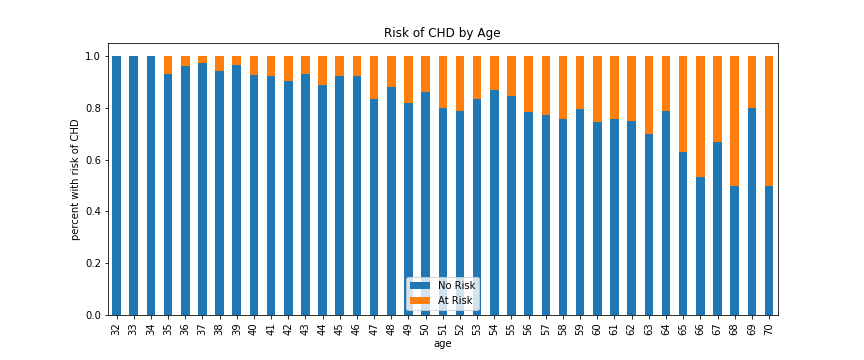 Risk of CHD by Age
percent with risk of CHD
1.0
0.8
0.6
0.4
0.2
0.0
No Risk
At Risk
32 33 34 35 36 37 38 39 40 41 42 43 44 45 46 47 48 49 50 51 52 53 54 55 56 57 58 59 60 61 62 63 64 65 66 67 68 69 70
age